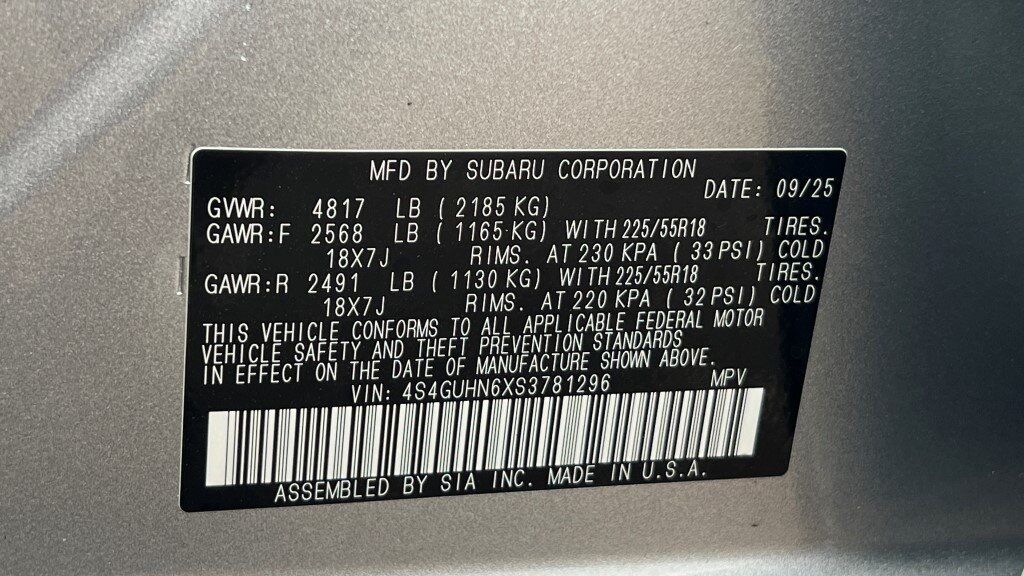 MFD BY SUBARU CORPORATION
DATE: 09/25
GVWR: 4817 LB ( 2185 KG)
GAWR:F 2568 LB ( 1165 KG) WITH 225/55R18 TIRES.
18X7J RIMS. AT 230 KPA ( 33 PSI) COLD
GAWR:R 2491 LB ( 1130 KG) WITH 225/55R18 TIRES.
18X7J RIMS. AT 220 KPA ( 32 PSI) COLD
THIS VEHICLE CONFORMS TO ALL APPLICABLE FEDERAL MOTOR
VEHICLE SAFETY AND THEFT PREVENTION STANDARDS
IN EFFECT ON THE DATE OF MANUFACTURE SHOWN ABOVE.
VIN: 4S4GUHN6XS3781296 MPV
ASSEMBLED BY SIA INC. MADE IN U.S.A.